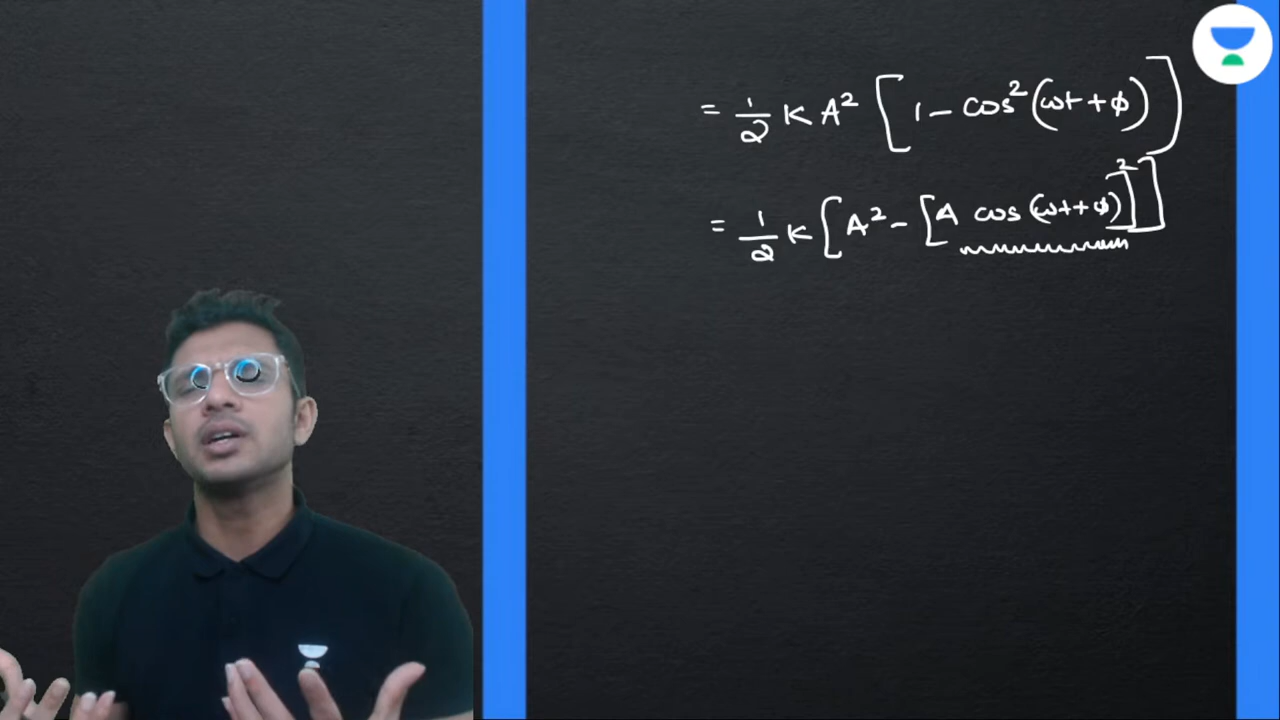 = 1/2 K A² [1 - cos² (ωt + φ)]
= 1/2 K [A² - [A cos (ωt + φ)]²]